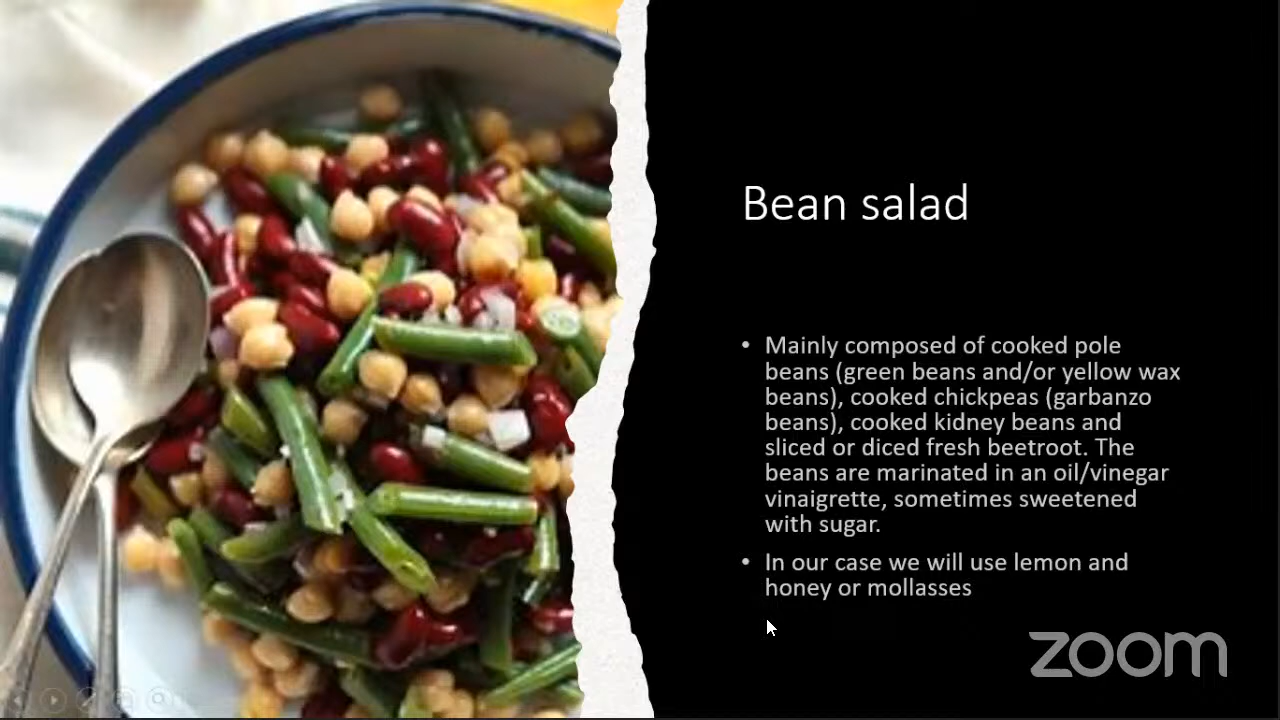 Bean salad
• Mainly composed of cooked pole
beans (green beans and/or yellow wax
beans), cooked chickpeas (garbanzo
beans), cooked kidney beans and
sliced or diced fresh beetroot. The
beans are marinated in an oil/vinegar
vinaigrette, sometimes sweetened
with sugar.
• In our case we will use lemon and
honey or mollasses
zoom